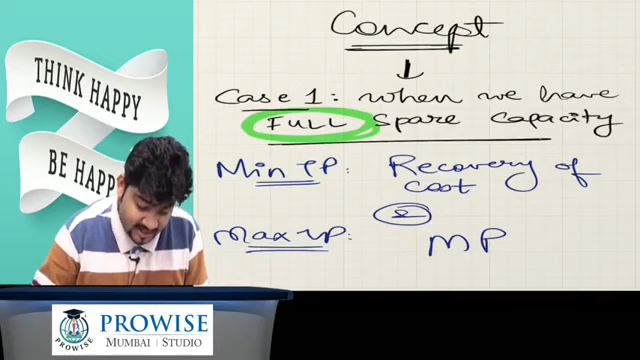 THINK HAPPY
BE HAPP
Concept
↓
Case 1: when we have
FULL Spare Capacity
Min TP: Recovery of
cost
&
Max TP: MP
PROWISE
PROWISE
MUMBAI | STUDIO